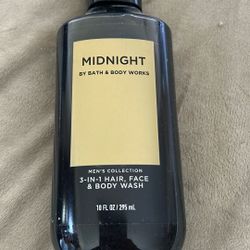 MIDNIGHT
BY BATH & BODY WORKS
MEN'S COLLECTION
3-IN-1 HAIR, FACE
& BODY WASH
10 FL OZ / 295 mL